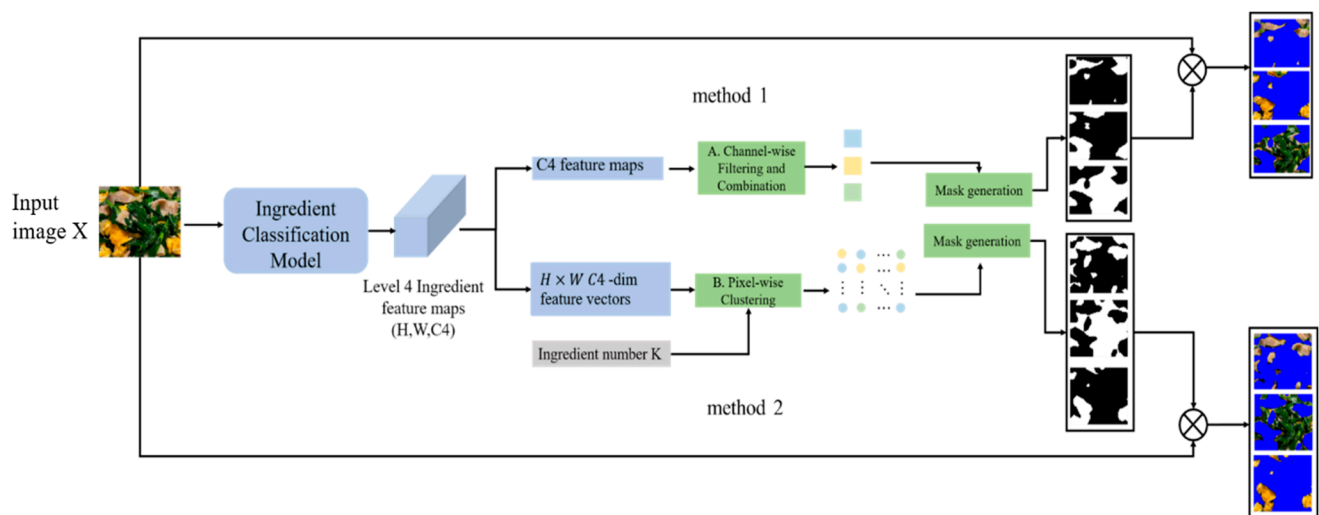 method 1
C4 feature maps
A. Channel-wise
Filtering and
Combination
Mask generation
Input
image X
Ingredient
Classification
Model
Level 4 Ingredient
feature maps
(H,W,C4)
Mask generation
H × W C4 -dim
feature vectors
B. Pixel-wise
Clustering
Ingredient number K
method 2